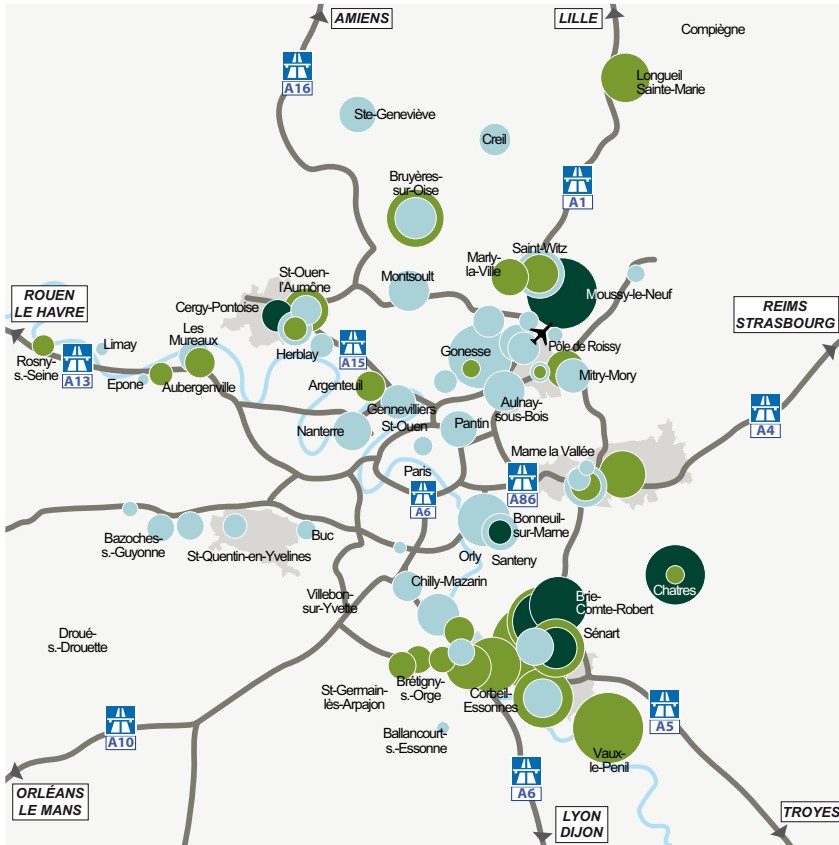 AMIENS
LILLE
Compiègne
A16
Longueil
Sainte-Marie
Ste-Geneviève
Creil
Bruyères-
sur-Oise
A1
Marly-
la-Ville
Saint-Witz
St-Ouen-
l'Aumône
Montsoult
Moussy-le-Neuf
ROUEN
LE HAVRE
Cergy-Pontoise
REIMS
STRASBOURG
Les
Mureaux
Limay
Rosny-
s.-Seine
A13
Epone
Aubergenville
Herblay
A15
Gonesse
Pôle de Roissy
Argenteuil
Mitry-Mory
Gennevilliers
Aulnay-
sous-Bois
A4
Nanterre
St-Ouen
Pantin
Paris
Marne la Vallée
A6
A86
Bazoches-
s.-Guyonne
St-Quentin-en-Yvelines
Buc
Bonneuil-
sur-Marne
Orly
Santeny
Chilly-Mazarin
Villebon-
sur-Yvette
Brie-
Comte-Robert
Chatres
Droué-
s.-Drouette
Sénart
St-Germain-
lès-Arpajon
Brétigny-
s.-Orge
Corbeil-
Essonnes
A10
Ballancourt-
s.-Essonne
A5
Vaux-
le-Penil
A6
ORLÉANS
LE MANS
LYON
DIJON
TROYES